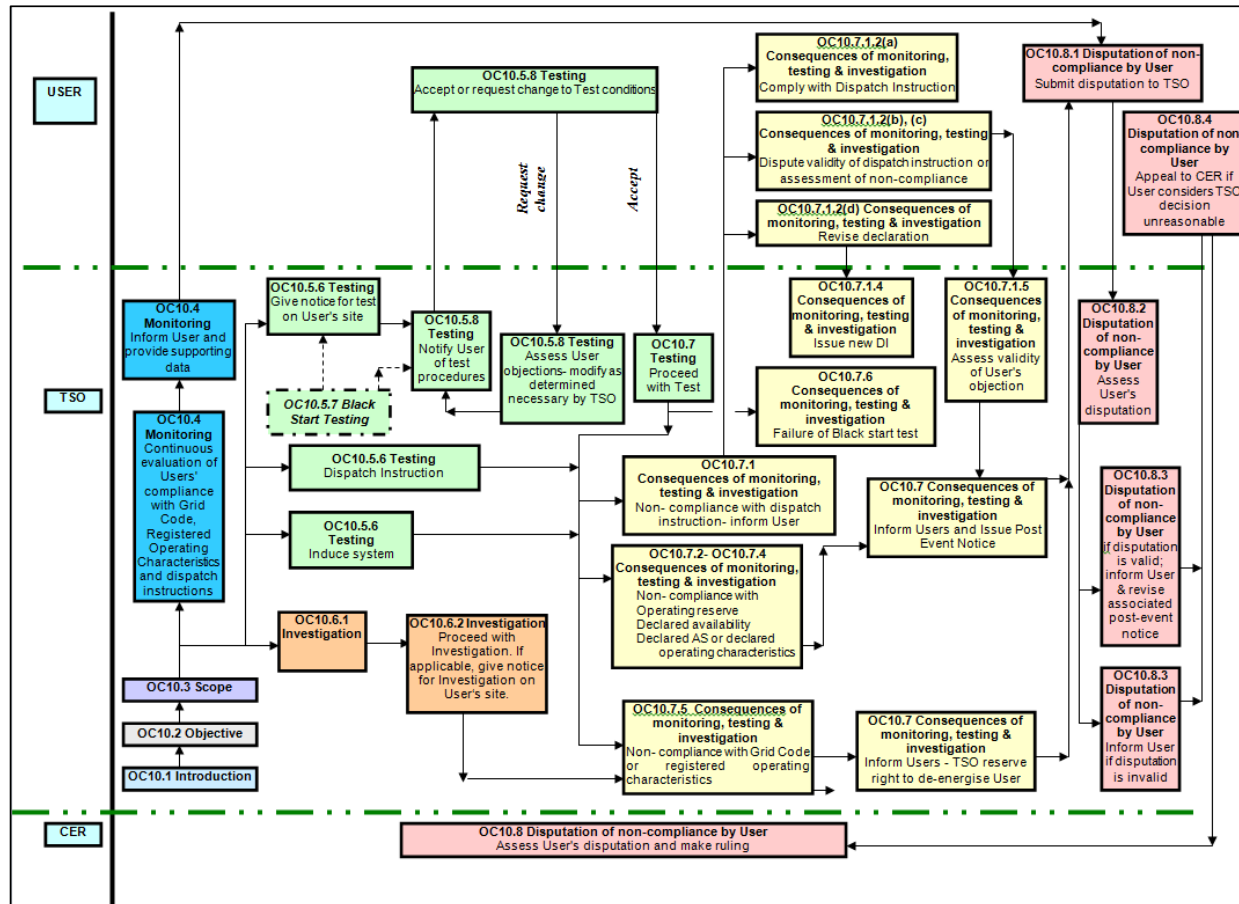 USER
OC10.5.8 Testing
Accept or request change to Test conditions
OC10.7.1.2(a)
Consequences of monitoring,
testing & investigation
Comply with Dispatch Instruction
OC10.7.1.2(b), (c)
Consequences of monitoring, testing
& investigation
Dispute validity of dispatch instruction or
assessment of non-compliance
OC10.7.1.2(d) Consequences of
monitoring, testing & investigation
Revise declaration
OC10.8.1 Disputation of non-
compliance by User
Submit disputation to TSO
OC10.8.4
Disputation of non-
compliance by
User
Appeal to CER if
User considers TSO
decision
unreasonable
Request
change
Accept
TSO
OC10.4
Monitoring
Inform User and
provide supporting
data
OC10.4
Monitoring
Continuous
evaluation of
Users'
compliance
with Grid
Code,
Registered
Operating
Characteristics
and dispatch
instructions
OC10.3 Scope
OC10.2 Objective
OC10.1 Introduction
OC10.5.6 Testing
Give notice for test
on User's site
OC10.5.7 Black
Start Testing
OC10.5.8
Testing
Notify User
of test
procedures
OC10.5.8 Testing
Assess User
objections- modify as
determined
necessary by TSO
OC10.7
Testing
Proceed
with Test
OC10.5.6 Testing
Dispatch Instruction
OC10.5.6
Testing
Induce system
OC10.6.1
Investigation
OC10.6.2 Investigation
Proceed with
Investigation. If
applicable, give notice
for Investigation on
User's site.
OC10.7.1.4
Consequences of
monitoring, testing
& investigation
Issue new DI
OC10.7.1.5
Consequences
of monitoring,
testing &
investigation
Assess validity
of User's
objection
OC10.7.6
Consequences of monitoring,
testing & investigation
Failure of Black start test
OC10.7.1
Consequences of monitoring,
testing & investigation
Non- compliance with dispatch
instruction- inform User
OC10.7 Consequences of
monitoring, testing &
investigation
Inform Users and Issue Post
Event Notice
OC10.7.2- OC10.7.4
Consequences of monitoring,
testing & investigation
Non- compliance with
Operating reserve
Declared availability
Declared AS or declared
operating characteristics
OC10.7.5 Consequences of
monitoring, testing &
investigation
Non- compliance with Grid Code
or registered operating
characteristics
OC10.7 Consequences of
monitoring, testing &
investigation
Inform Users - TSO reserve
right to de-energise User
OC10.8.2
Disputation
of non-
compliance
by User
Assess
User's
disputation
OC10.8.3
Disputation
of non-
compliance
by User
if disputation
is valid;
inform User
& revise
associated
post-event
notice
OC10.8.3
Disputation
of non-
compliance
by User
Inform User
if disputation
is invalid
CER
OC10.8 Disputation of non-compliance by User
Assess User's disputation and make ruling